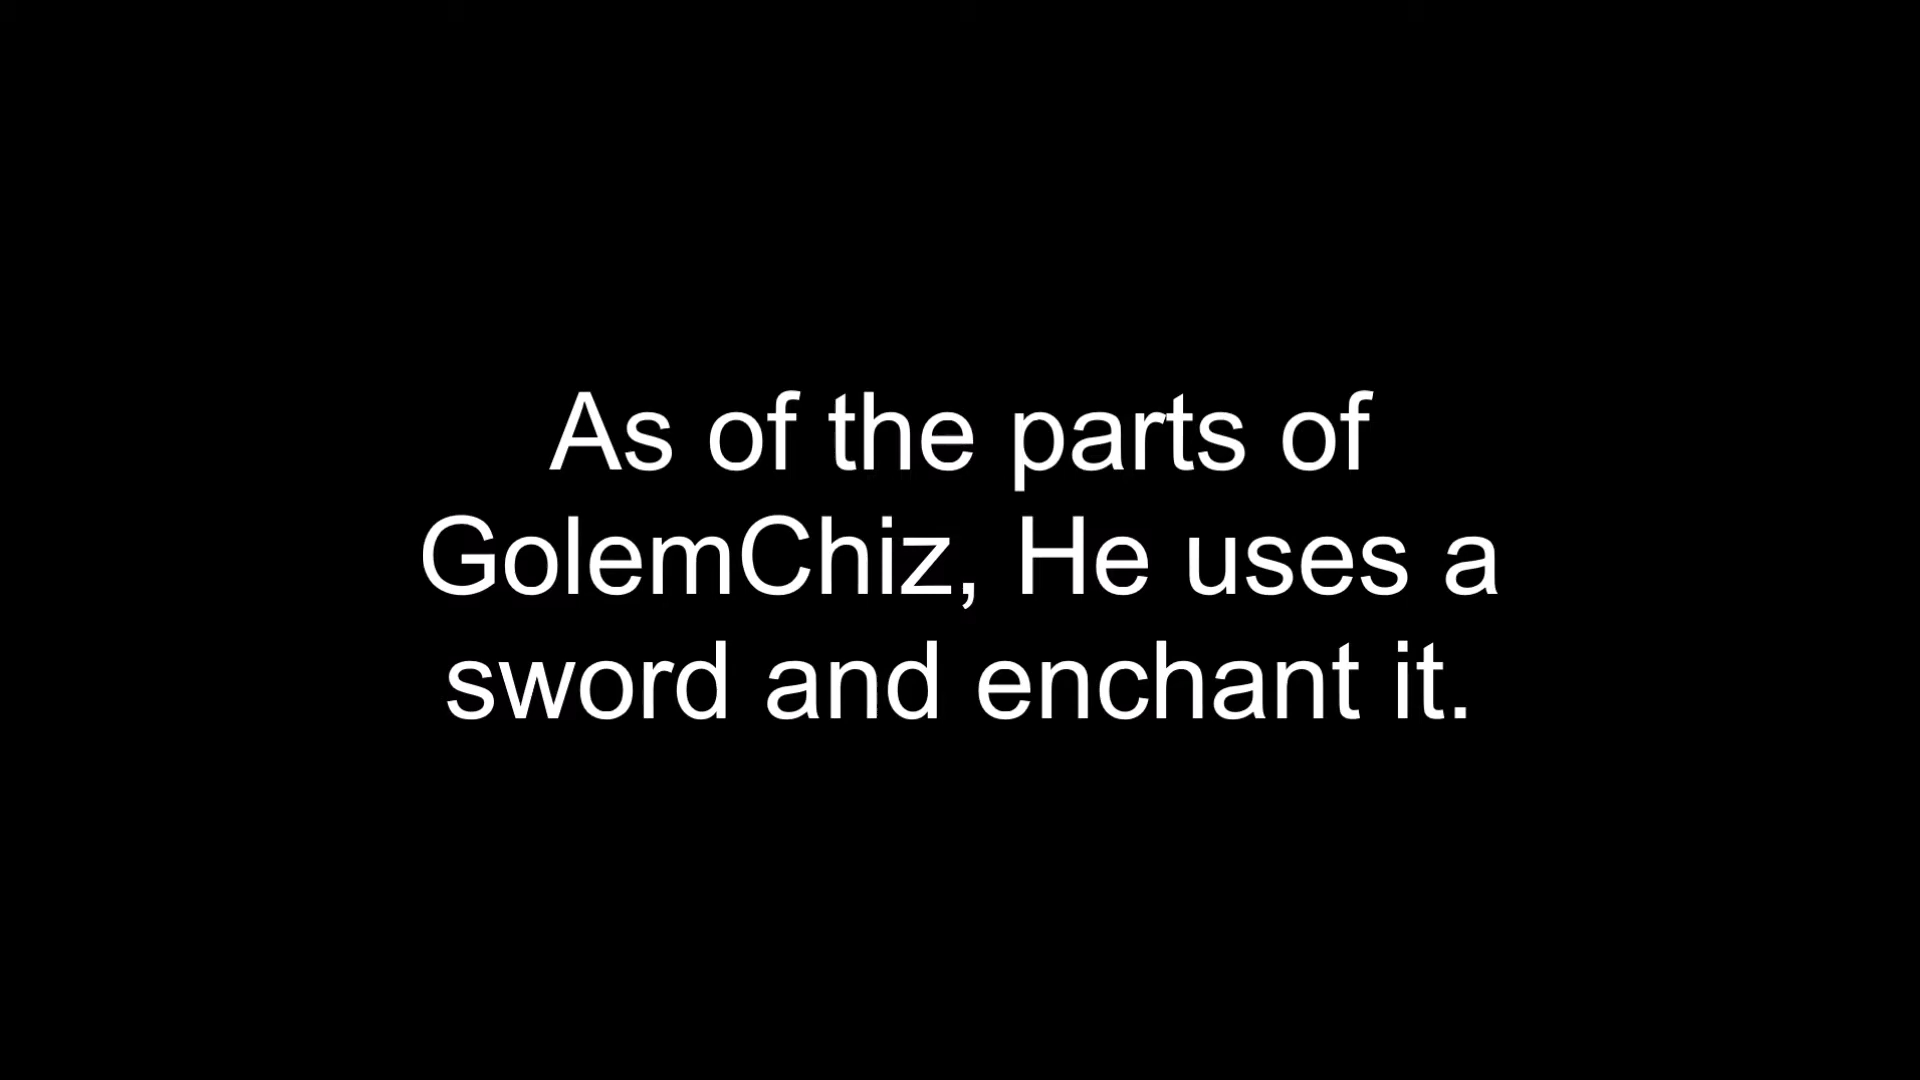 As of the parts of
GolemChiz, He uses a
sword and enchant it.